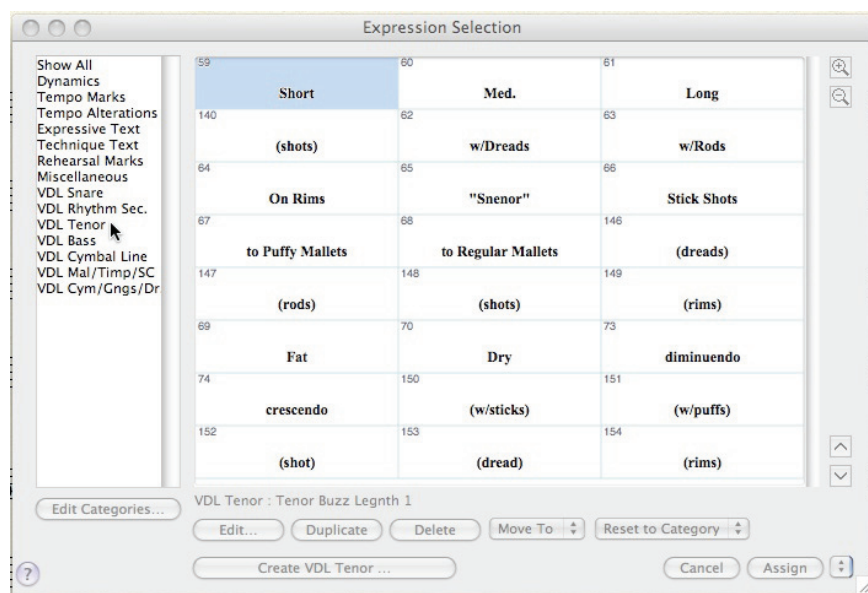 Expression Selection
Show All
Dynamics
Tempo Marks
Tempo Alterations
Expressive Text
Technique Text
Rehearsal Marks
Miscellaneous
VDL Snare
VDL Rhythm Sec.
VDL Tenor
VDL Bass
VDL Cymbal Line
VDL Mal/Timp/SC
VDL Cym/Gngs/Dr
59 60 61
Short Med. Long
140 62 63
(shots) w/Dreads w/Rods
64 65 66
On Rims "Snenor" Stick Shots
67 68 146
to Puffy Mallets to Regular Mallets (dreads)
147 148 149
(rods) (shots) (rims)
69 70 73
Fat Dry diminuendo
74 150 151
crescendo (w/sticks) (w/puffs)
152 153 154
(shot) (dread) (rims)
VDL Tenor : Tenor Buzz Legnth 1
Edit Categories...
Edit... Duplicate Delete Move To Reset to Category
? Create VDL Tenor ... Cancel Assign